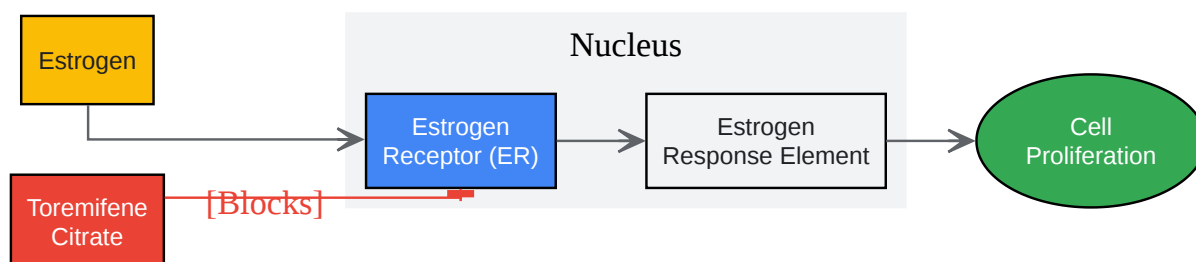 Nucleus
Estrogen
Estrogen
Receptor (ER)
Estrogen
Response Element
Cell
Proliferation
Toremifene
Citrate
[Blocks]